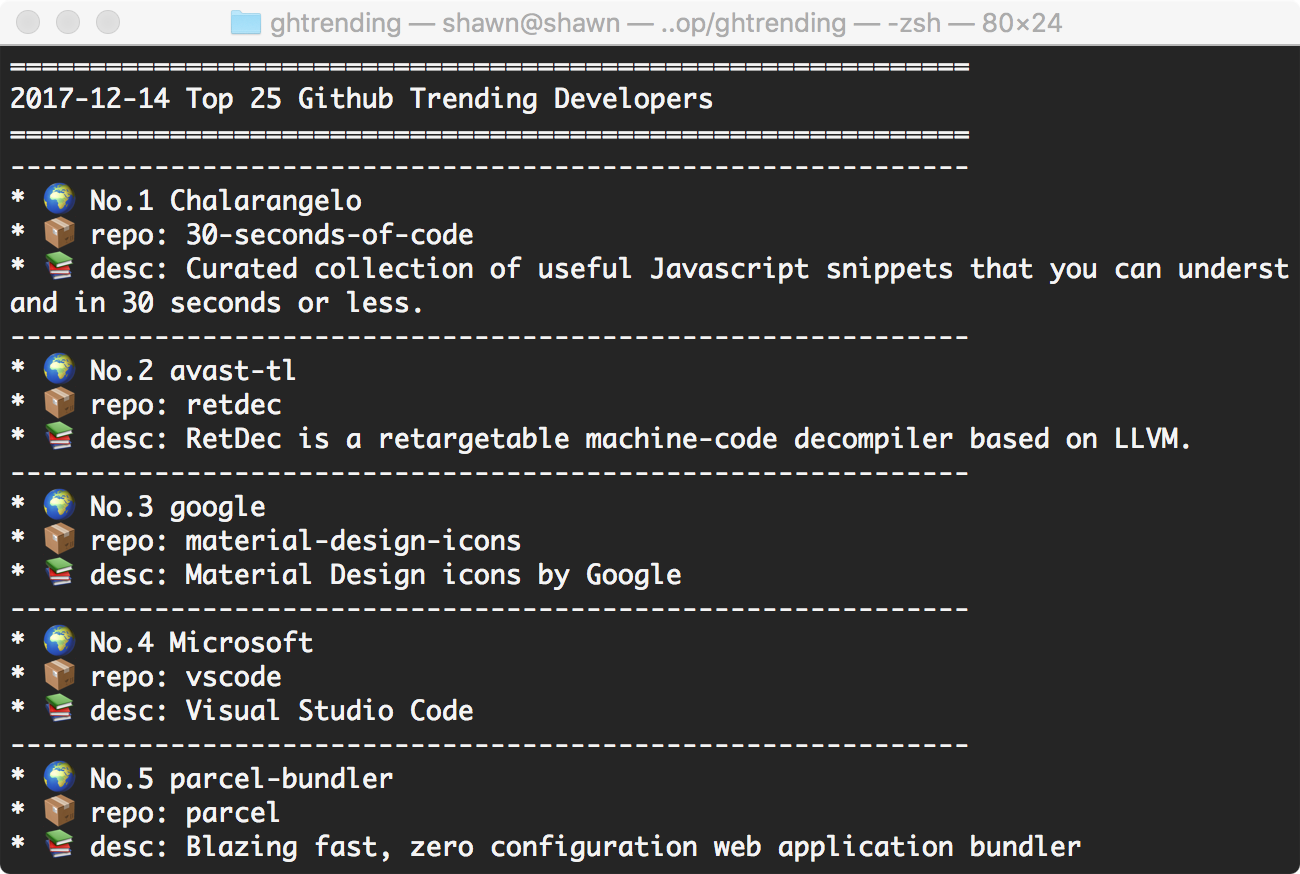 ghtrending — shawn@shawn — ..op/ghtrending — -zsh — 80×24
============================================================
2017-12-14 Top 25 Github Trending Developers
============================================================
------------------------------------------------------------
* 🌍 No.1 Chalarangelo
* 📦 repo: 30-seconds-of-code
* 📚 desc: Curated collection of useful Javascript snippets that you can underst
and in 30 seconds or less.
------------------------------------------------------------
* 🌍 No.2 avast-tl
* 📦 repo: retdec
* 📚 desc: RetDec is a retargetable machine-code decompiler based on LLVM.
------------------------------------------------------------
* 🌍 No.3 google
* 📦 repo: material-design-icons
* 📚 desc: Material Design icons by Google
------------------------------------------------------------
* 🌍 No.4 Microsoft
* 📦 repo: vscode
* 📚 desc: Visual Studio Code
------------------------------------------------------------
* 🌍 No.5 parcel-bundler
* 📦 repo: parcel
* 📚 desc: Blazing fast, zero configuration web application bundler